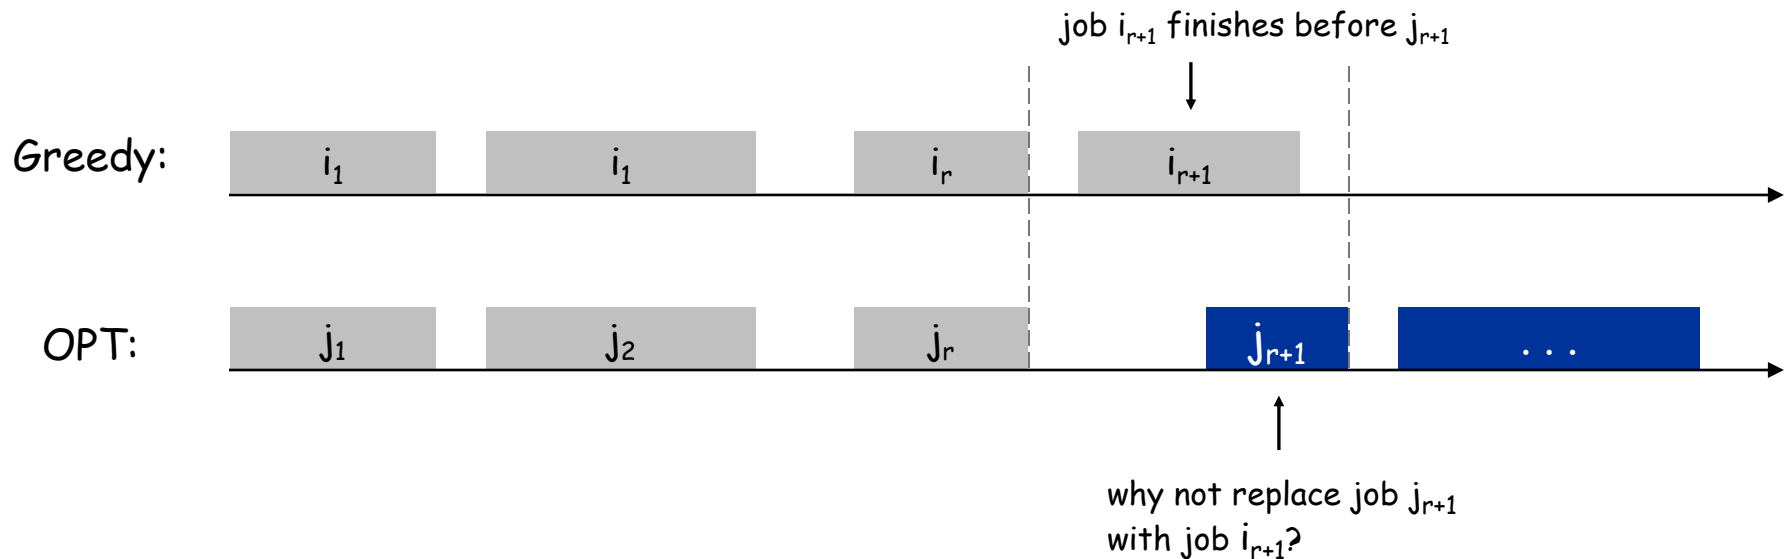 job i_{r+1} finishes before j_{r+1}
Greedy: i_1 i_1 i_r i_{r+1}
OPT: j_1 j_2 j_r j_{r+1} . . .
why not replace job j_{r+1}
with job i_{r+1}?